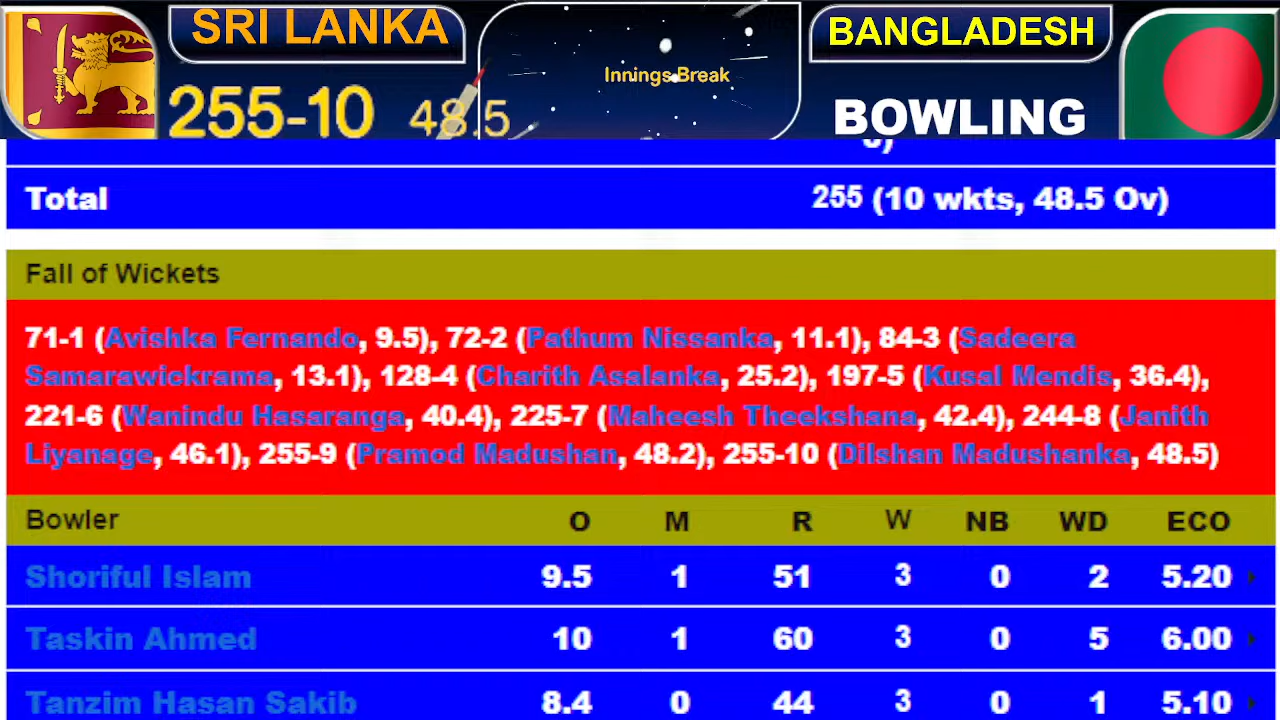 SRI LANKA
255-10 48.5
Innings Break
BANGLADESH
BOWLING
Total 255 (10 wkts, 48.5 Ov)
Fall of Wickets
71-1 (Avishka Fernando, 9.5), 72-2 (Pathum Nissanka, 11.1), 84-3 (Sadeera
Samarawickrama, 13.1), 128-4 (Charith Asalanka, 25.2), 197-5 (Kusal Mendis, 36.4),
221-6 (Wanindu Hasaranga, 40.4), 225-7 (Maheesh Theekshana, 42.4), 244-8 (Janith
Liyanage, 46.1), 255-9 (Pramod Madushan, 48.2), 255-10 (Dilshan Madushanka, 48.5)
Bowler O M R W NB WD ECO
Shoriful Islam 9.5 1 51 3 0 2 5.20
Taskin Ahmed 10 1 60 3 0 5 6.00
Tanzim Hasan Sakib 8.4 0 44 3 0 1 5.10